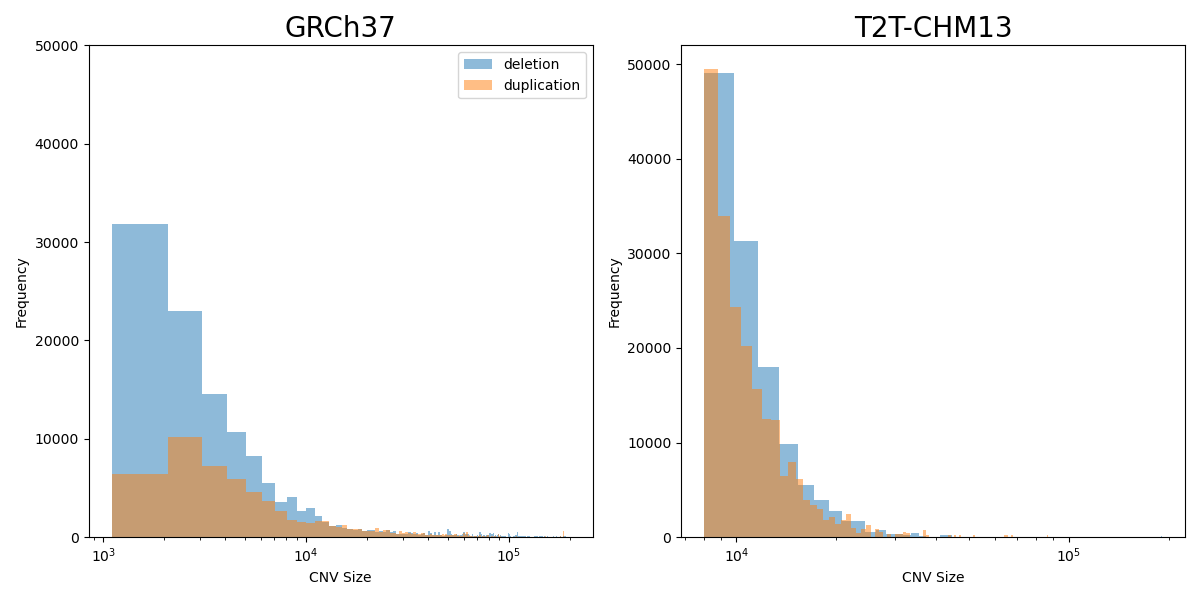 GRCh37
50000
40000
30000
20000
10000
0
Frequency
10³
10⁴
10⁵
CNV Size
deletion
duplication
T2T-CHM13
50000
40000
30000
20000
10000
0
Frequency
10⁴
10⁵
CNV Size